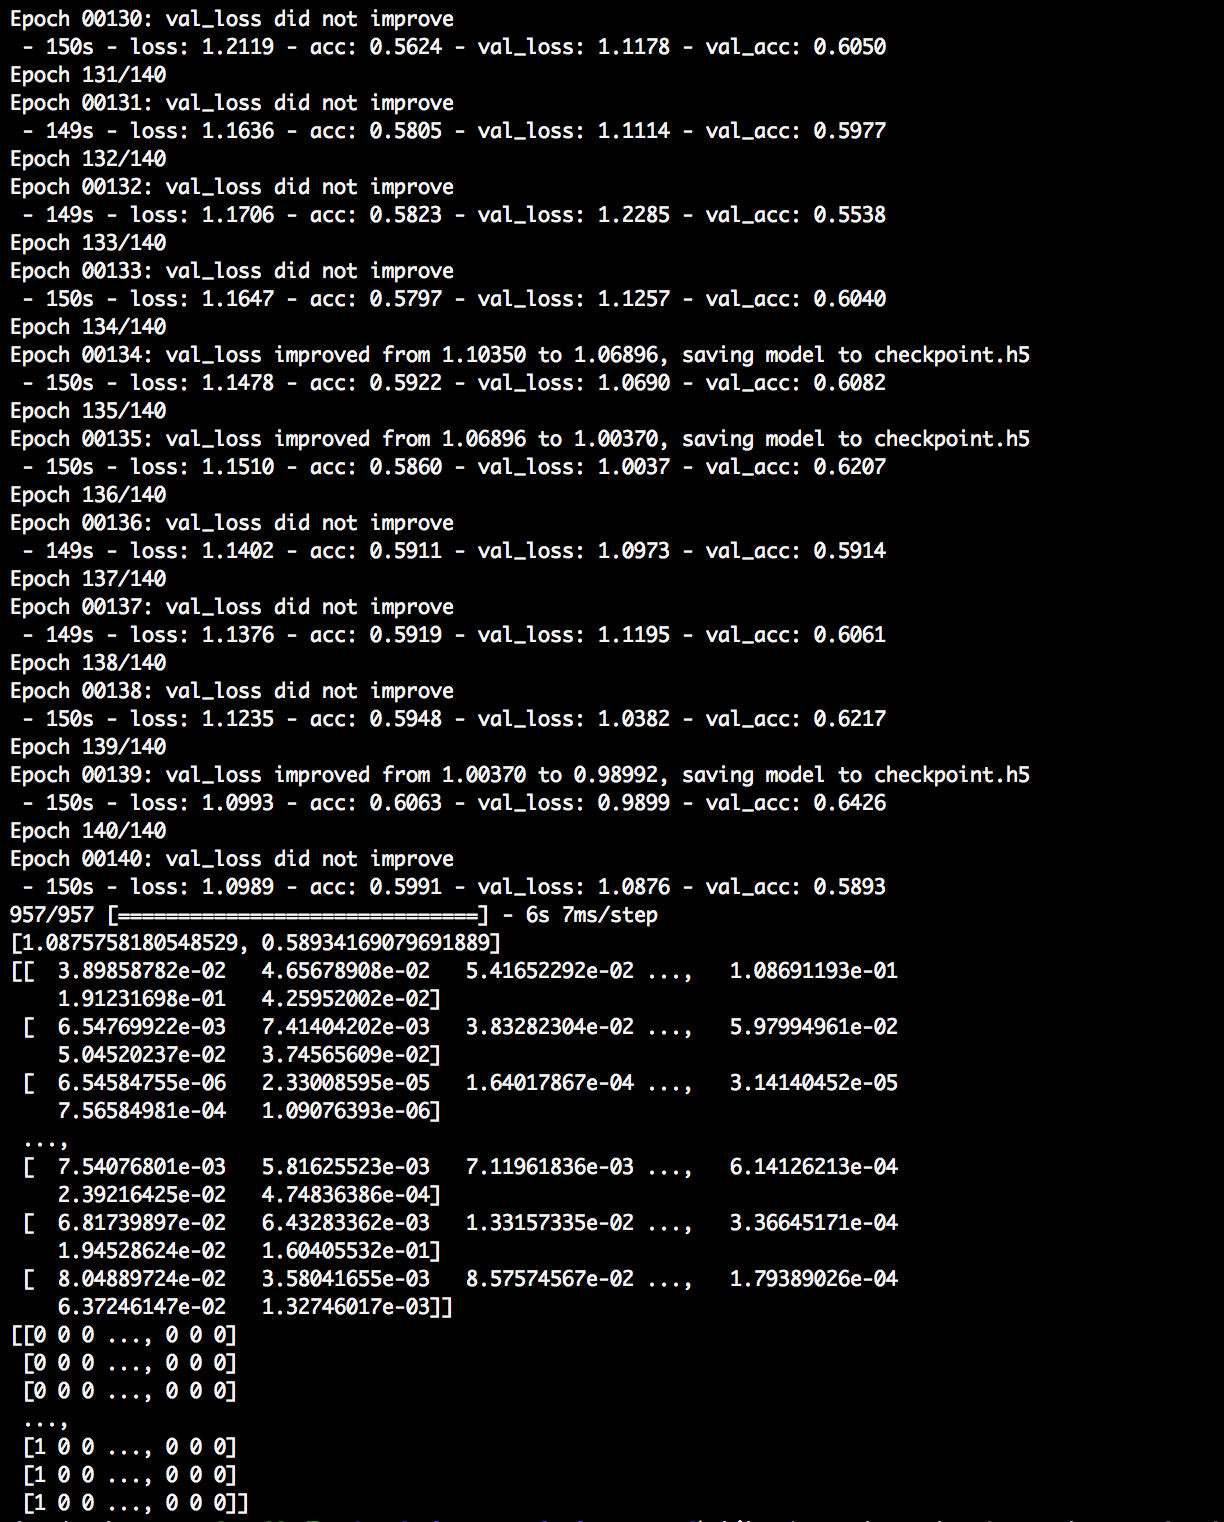 Epoch 00130: val_loss did not improve
 - 150s - loss: 1.2119 - acc: 0.5624 - val_loss: 1.1178 - val_acc: 0.6050
Epoch 131/140
Epoch 00131: val_loss did not improve
 - 149s - loss: 1.1636 - acc: 0.5805 - val_loss: 1.1114 - val_acc: 0.5977
Epoch 132/140
Epoch 00132: val_loss did not improve
 - 149s - loss: 1.1706 - acc: 0.5823 - val_loss: 1.2285 - val_acc: 0.5538
Epoch 133/140
Epoch 00133: val_loss did not improve
 - 150s - loss: 1.1647 - acc: 0.5797 - val_loss: 1.1257 - val_acc: 0.6040
Epoch 134/140
Epoch 00134: val_loss improved from 1.10350 to 1.06896, saving model to checkpoint.h5
 - 150s - loss: 1.1478 - acc: 0.5922 - val_loss: 1.0690 - val_acc: 0.6082
Epoch 135/140
Epoch 00135: val_loss improved from 1.06896 to 1.00370, saving model to checkpoint.h5
 - 150s - loss: 1.1510 - acc: 0.5860 - val_loss: 1.0037 - val_acc: 0.6207
Epoch 136/140
Epoch 00136: val_loss did not improve
 - 149s - loss: 1.1402 - acc: 0.5911 - val_loss: 1.0973 - val_acc: 0.5914
Epoch 137/140
Epoch 00137: val_loss did not improve
 - 149s - loss: 1.1376 - acc: 0.5919 - val_loss: 1.1195 - val_acc: 0.6061
Epoch 138/140
Epoch 00138: val_loss did not improve
 - 150s - loss: 1.1235 - acc: 0.5948 - val_loss: 1.0382 - val_acc: 0.6217
Epoch 139/140
Epoch 00139: val_loss improved from 1.00370 to 0.98992, saving model to checkpoint.h5
 - 150s - loss: 1.0993 - acc: 0.6063 - val_loss: 0.9899 - val_acc: 0.6426
Epoch 140/140
Epoch 00140: val_loss did not improve
 - 150s - loss: 1.0989 - acc: 0.5991 - val_loss: 1.0876 - val_acc: 0.5893
957/957 [==============================] - 6s 7ms/step
[1.0875758180548529, 0.58934169079691889]
[[  3.89858782e-02   4.65678908e-02   5.41652292e-02 ...,   1.08691193e-01
    1.91231698e-01   4.25952002e-02]
 [  6.54769922e-03   7.41404202e-03   3.83282304e-02 ...,   5.97994961e-02
    5.04520237e-02   3.74565609e-02]
 [  6.54584755e-06   2.33008595e-05   1.64017867e-04 ...,   3.14140452e-05
    7.56584981e-04   1.09076393e-06]
 ...,
 [  7.54076801e-03   5.81625523e-03   7.11961836e-03 ...,   6.14126213e-04
    2.39216425e-02   4.74836386e-04]
 [  6.81739897e-02   6.43283362e-03   1.33157335e-02 ...,   3.36645171e-04
    1.94528624e-02   1.60405532e-01]
 [  8.04889724e-02   3.58041655e-03   8.57574567e-02 ...,   1.79389026e-04
    6.37246147e-02   1.32746017e-03]]
[[0 0 0 ..., 0 0 0]
 [0 0 0 ..., 0 0 0]
 [0 0 0 ..., 0 0 0]
 ...,
 [1 0 0 ..., 0 0 0]
 [1 0 0 ..., 0 0 0]
 [1 0 0 ..., 0 0 0]]